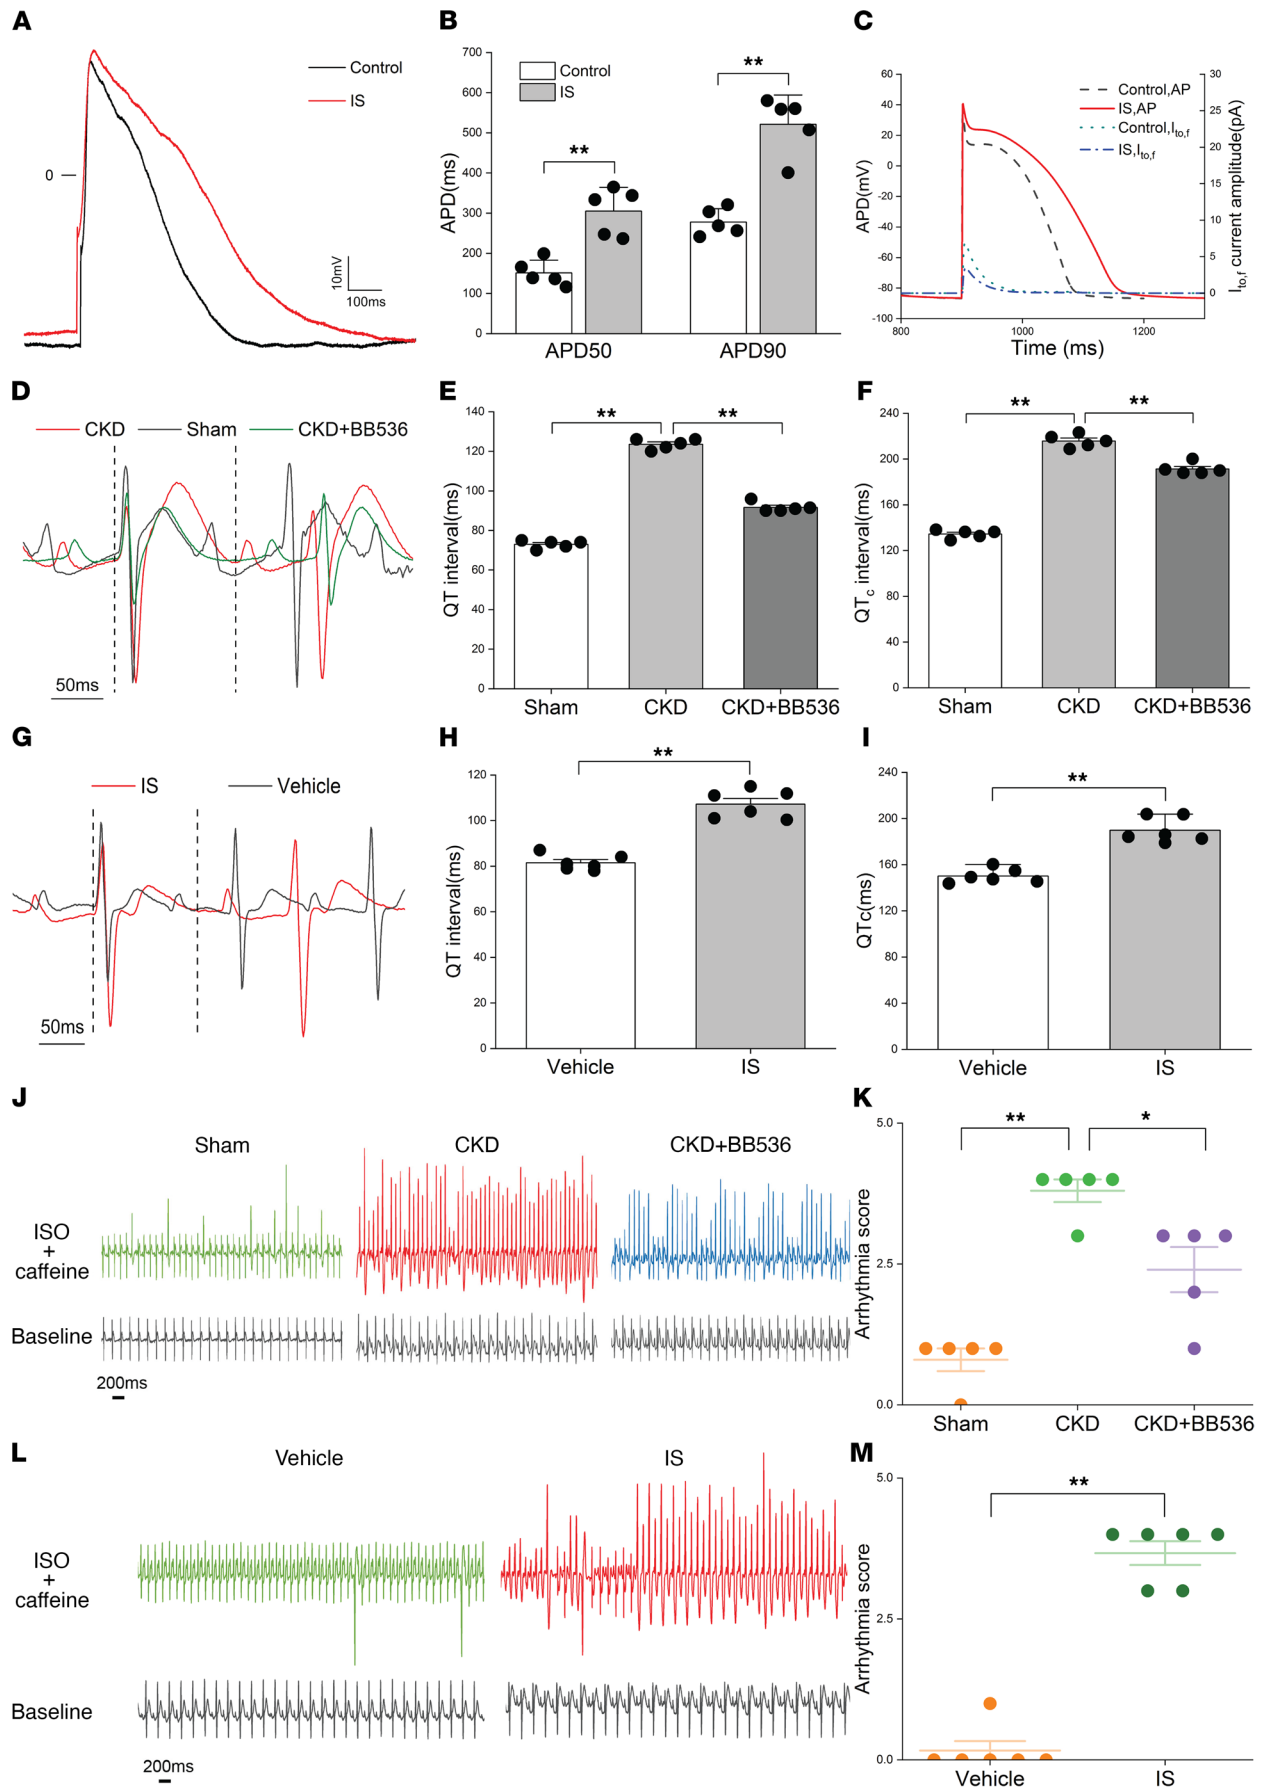 A
Control
IS
0
10mV
100ms
B
700
600
500
400
300
200
100
0
APD(ms)
Control
IS
**
**
APD50
APD90
C
60
40
20
0
-20
-40
-60
-80
-100
APD(mV)
30
25
20
15
10
5
0
Ito,f current amplitude(pA)
Control,AP
IS,AP
Control,Ito,f
IS,Ito,f
800
1000
1200
Time (ms)
D
CKD
Sham
CKD+BB536
50ms
E
140
120
100
80
60
40
20
0
QT interval(ms)
**
**
Sham
CKD
CKD+BB536
F
240
200
160
120
80
40
0
QTc interval(ms)
**
**
Sham
CKD
CKD+BB536
G
IS
Vehicle
50ms
H
120
100
80
60
40
20
0
QT interval(ms)
**
Vehicle
IS
I
240
200
160
120
80
40
0
QTc(ms)
**
Vehicle
IS
J
Sham
CKD
CKD+BB536
ISO
+
caffeine
Baseline
200ms
K
5.0
2.5
0.0
Arrhythmia score
**
*
Sham
CKD
CKD+BB536
L
Vehicle
IS
ISO
+
caffeine
Baseline
200ms
M
5.0
2.5
0.0
Arrhythmia score
**
Vehicle
IS